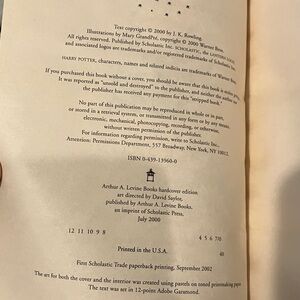 Text copyright © 2000 by J. K. Rowling.
Illustrations by Mary GrandPré, copyright © 2000 Warner Bros.
All rights reserved. Published by Scholastic Inc. SCHOLASTIC, the LANTERN LOGO,
and associated logos are trademarks and/or registered trademarks of Scholastic
HARRY POTTER, characters, names and related indicia are trademarks of Warner
If you purchased this book without a cover, you should be aware that this book is
It was reported as "unsold and destroyed" to the publisher, and neither the author
the publisher has received any payment for this "stripped book."
No part of this publication may be reproduced in whole or in part,
or stored in a retrieval system, or transmitted in any form or by any means,
electronic, mechanical, photocopying, recording, or otherwise,
without written permission of the publisher.
For information regarding permission, write to Scholastic Inc.,
Attention: Permissions Department, 557 Broadway, New York, NY 10012.
ISBN 0-439-13960-0
Arthur A. Levine Books hardcover edition
art directed by David Saylor,
published by Arthur A. Levine Books
an imprint of Scholastic Press,
July 2000
12 11 10 9 8 4 5 6 7/0
Printed in the U.S.A. 40
First Scholastic Trade paperback printing, September 2002
The art for both the cover and the interior was created using pastels on toned printmaking paper.
The text was set in 12-point Adobe Garamond.